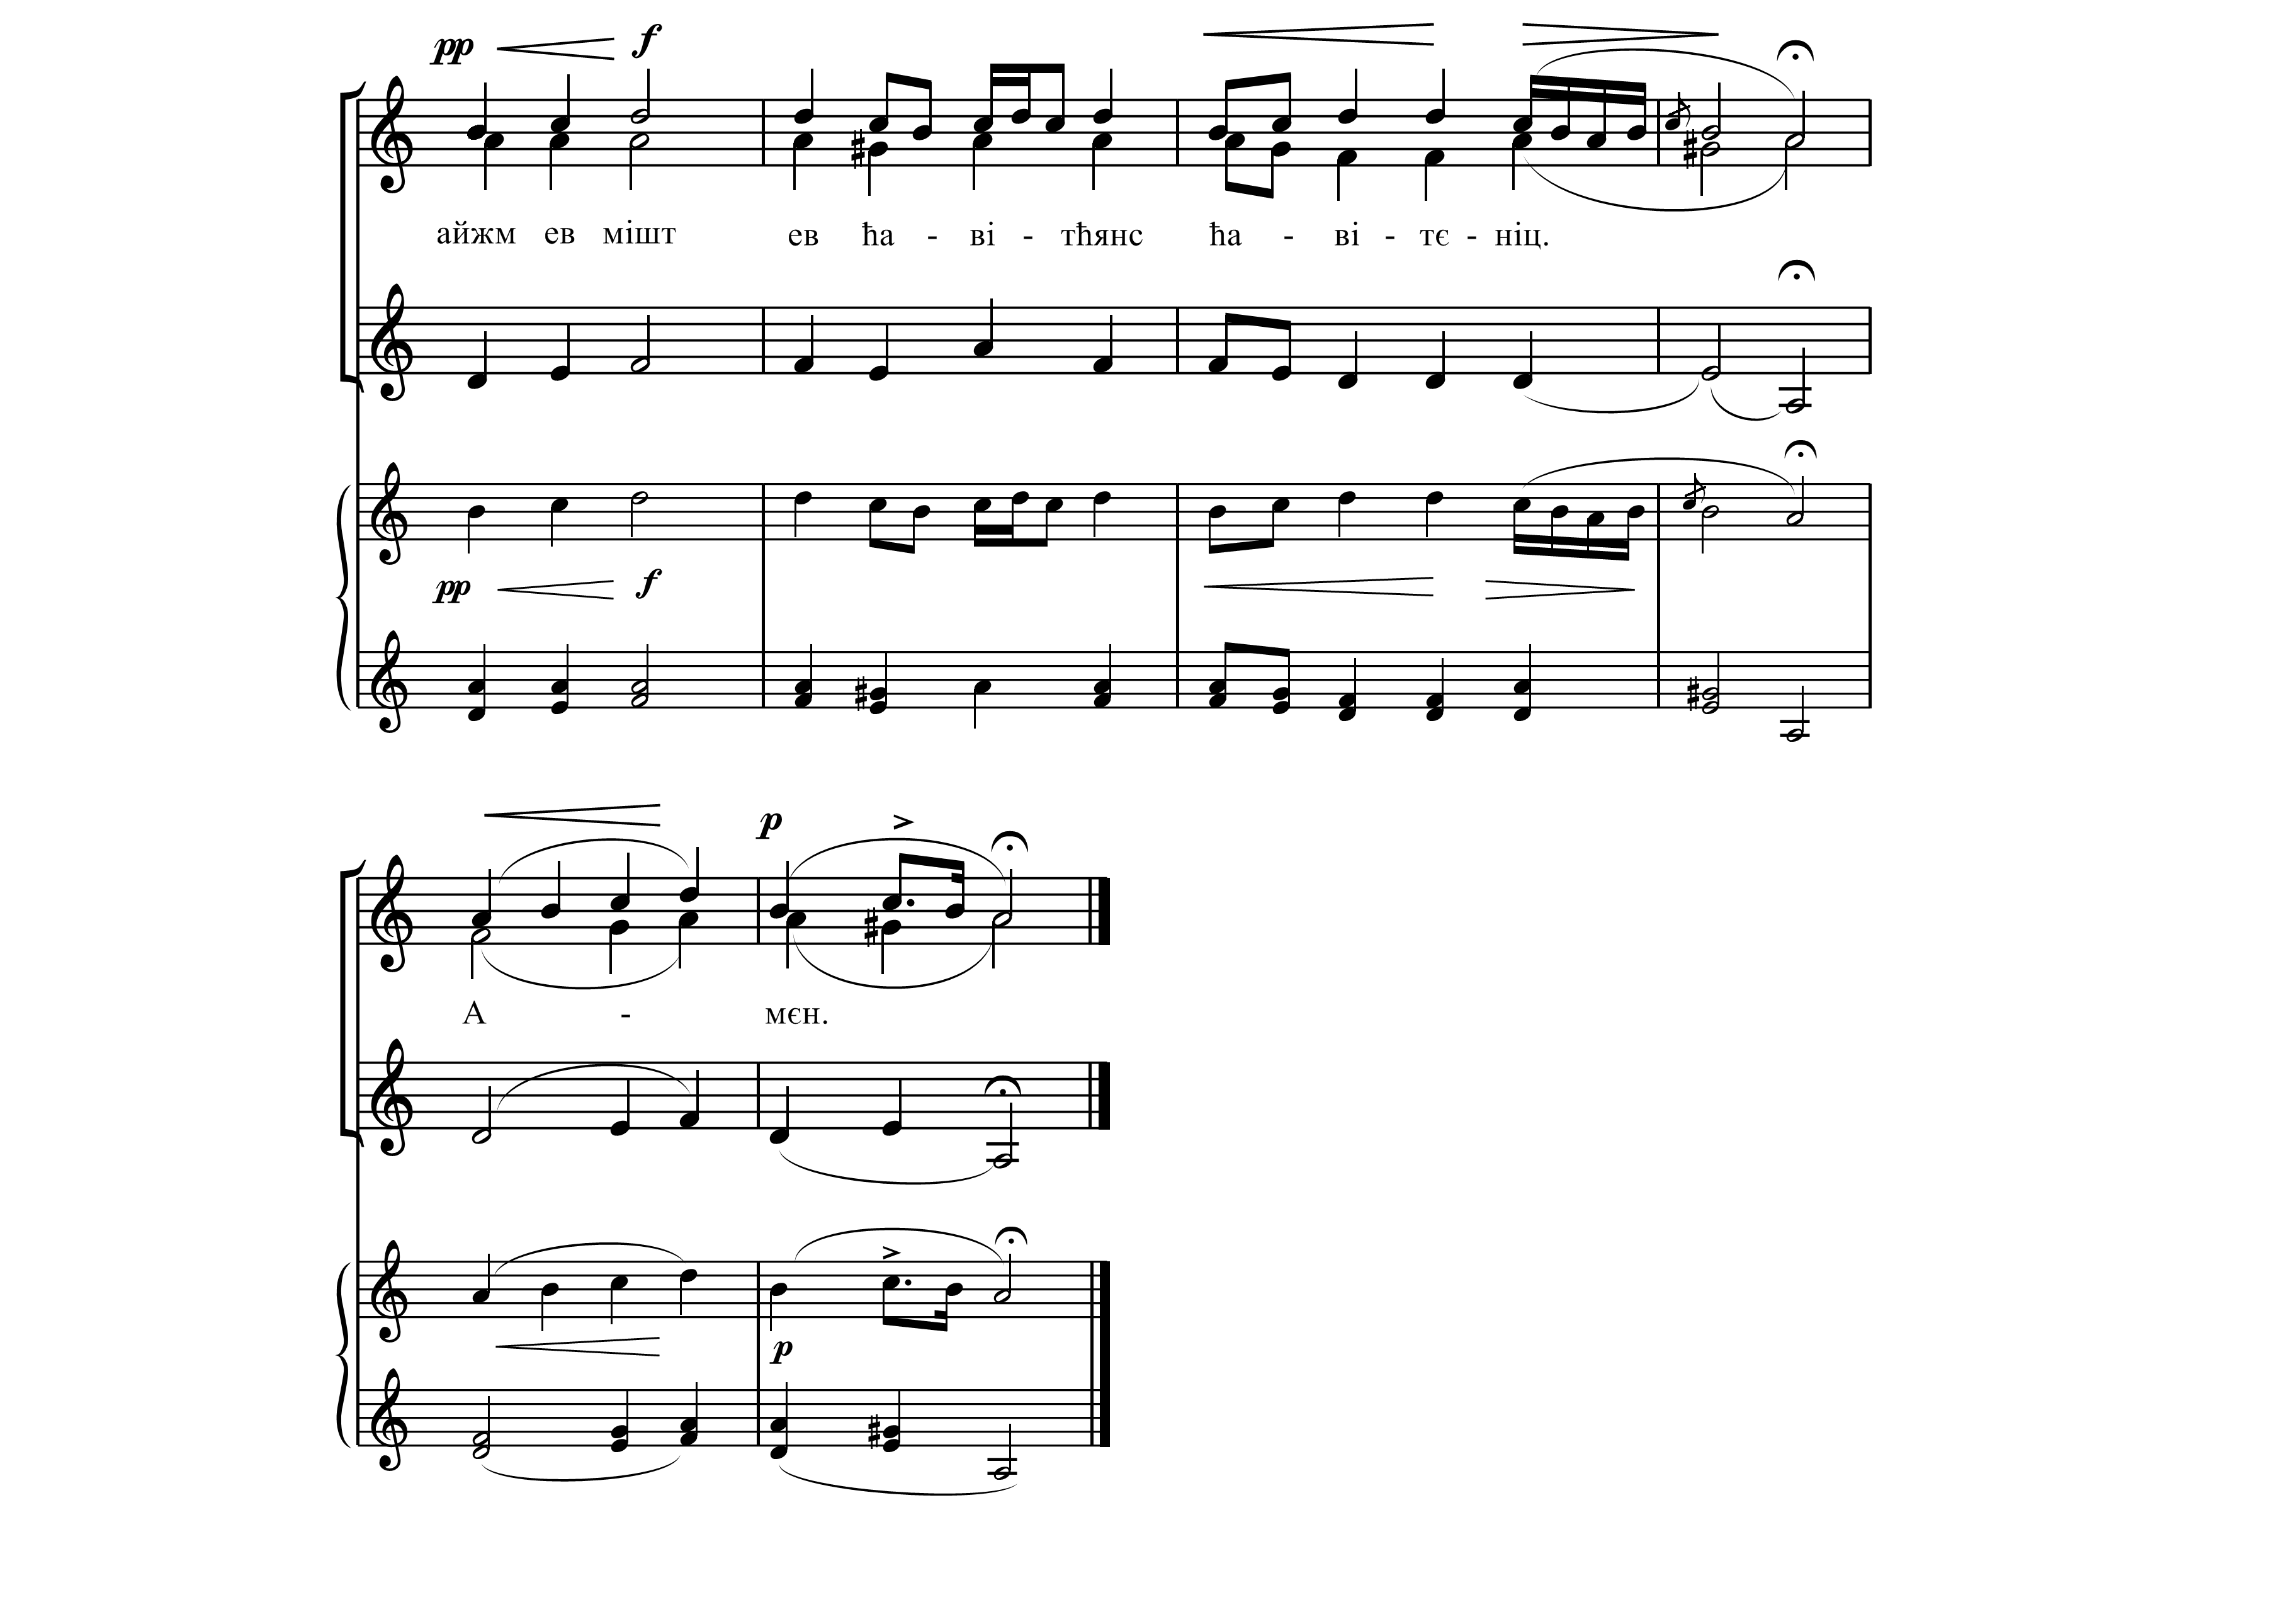 pp f
айжм ев мішт ев ћа - ві - тћянс ћа - ві - тє - ніц.
pp f
p
А - мєн.
p